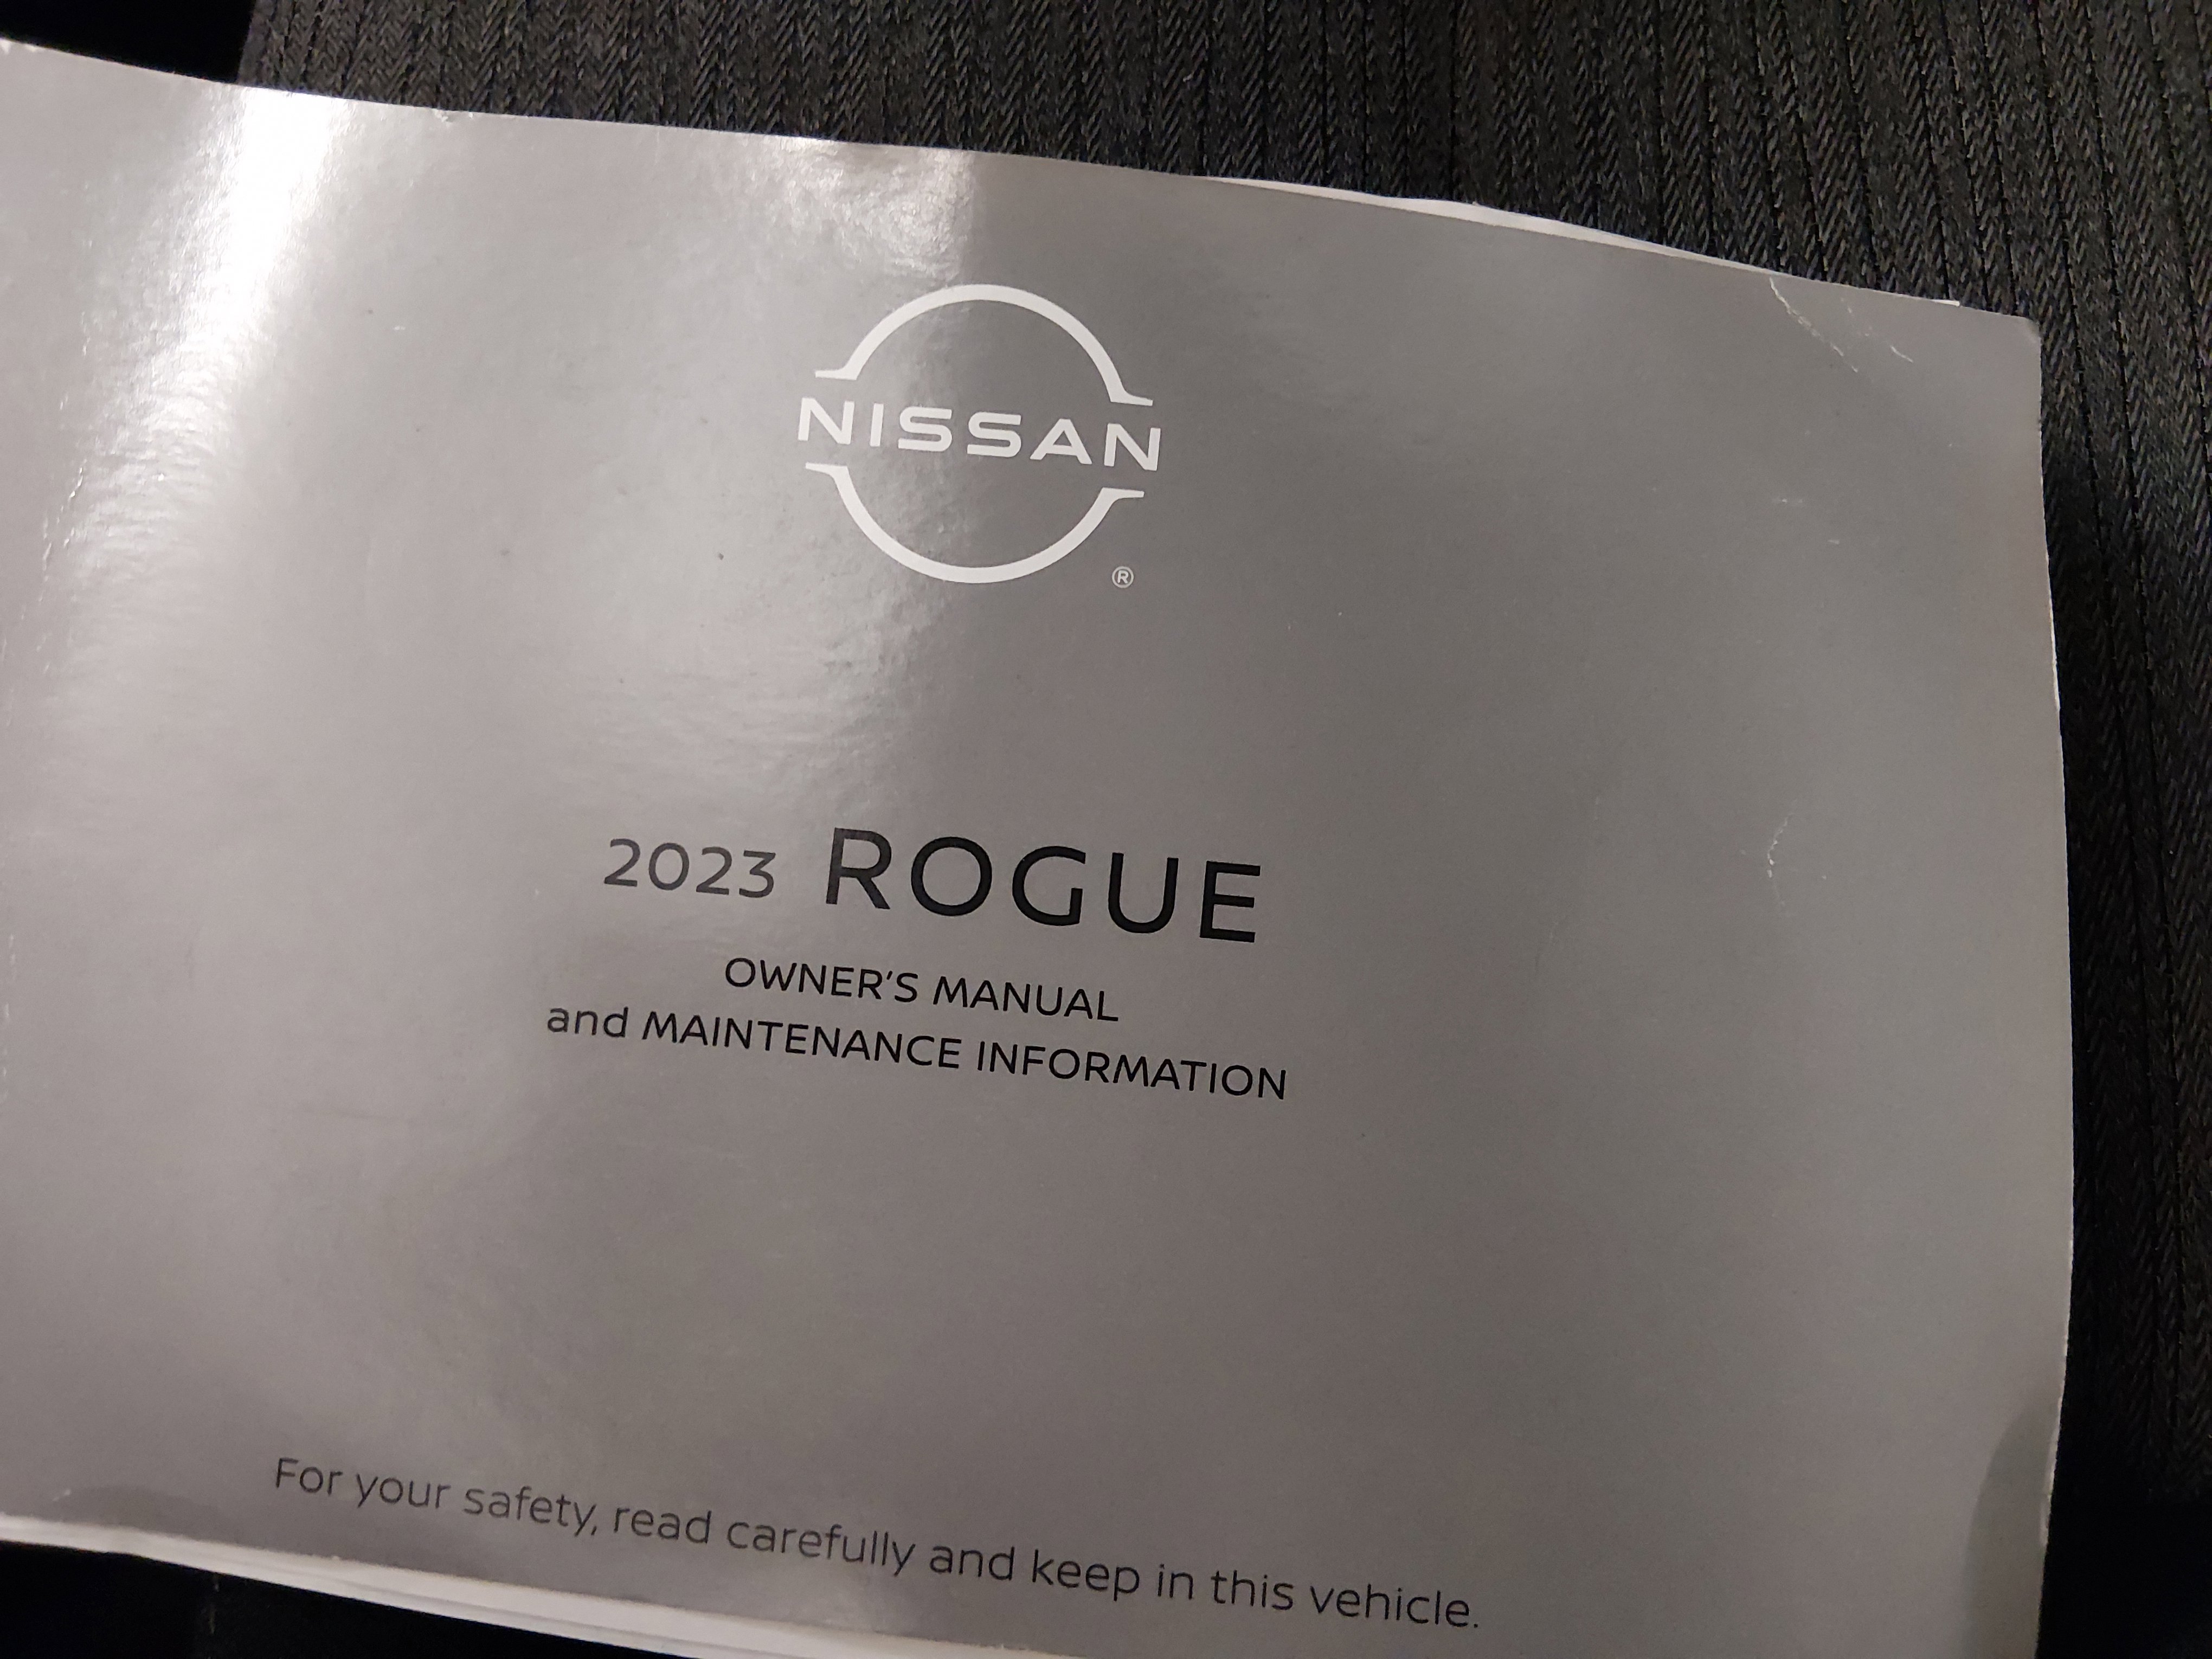 NISSAN
®
2023 ROGUE
OWNER'S MANUAL
and MAINTENANCE INFORMATION
For your safety, read carefully and keep in this vehicle.